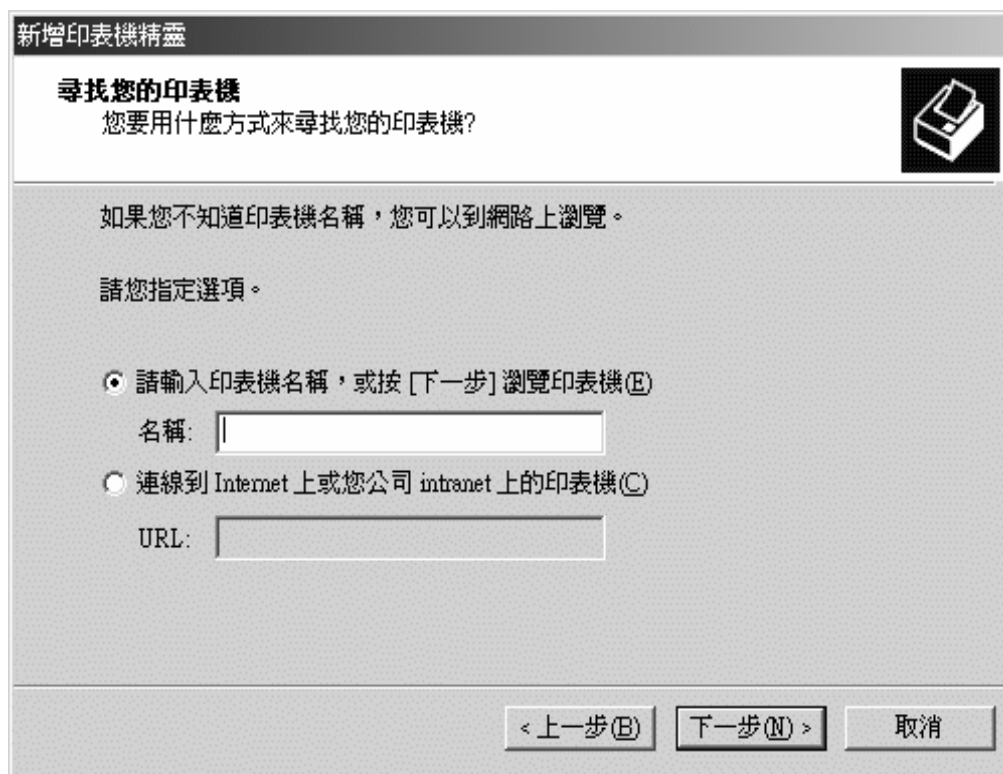 新增印表機精靈
尋找您的印表機
您要用什麼方式來尋找您的印表機?
如果您不知道印表機名稱，您可以到網路上瀏覽。
請您指定選項。
請輸入印表機名稱，或按 [下一步] 瀏覽印表機(E)
名稱:
連線到 Internet 上或您公司 intranet 上的印表機(C)
URL:
< 上一步(B) 下一步(N) > 取消